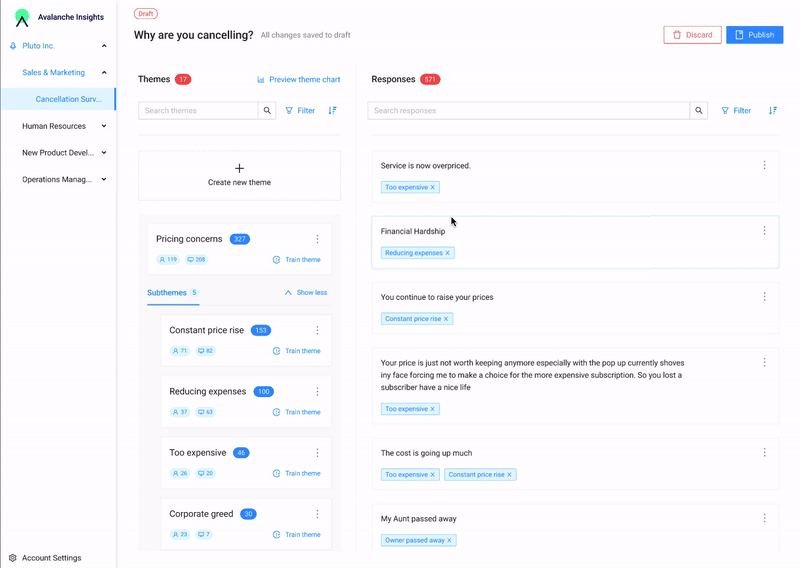 Avalanche Insights
Pluto Inc.
Sales & Marketing
Cancellation Surv...
Human Resources
New Product Devel...
Operations Manag...
Account Settings
Draft
Why are you cancelling?
All changes saved to draft
Discard
Publish
Themes 17
Preview theme chart
Search themes
Filter
Create new theme
Pricing concerns 327
119 208
Train theme
Subthemes 5
Show less
Constant price rise 153
71 82
Train theme
Reducing expenses 100
37 63
Train theme
Too expensive 46
26 20
Train theme
Corporate greed 30
23 7
Train theme
Responses 571
Search responses
Filter
Service is now overpriced.
Too expensive
Financial Hardship
Reducing expenses
You continue to raise your prices
Constant price rise
Your price is just not worth keeping anymore especially with the pop up currently shoves
iny face forcing me to make a choice for the more expensive subscription. So you lost a
subscriber have a nice life
Too expensive
The cost is going up much
Too expensive Constant price rise
My Aunt passed away
Owner passed away